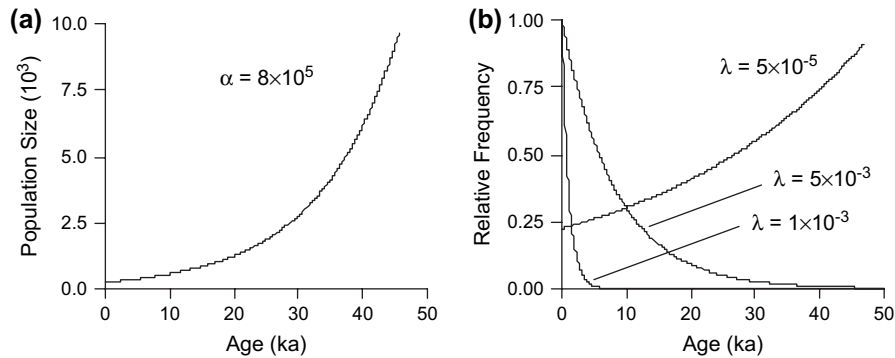 (a)
10.0
7.5
5.0
2.5
0.0
Population Size (10³)
α = 8×10⁵
0 10 20 30 40 50
Age (ka)
(b)
1.00
0.75
0.50
0.25
0.00
Relative Frequency
λ = 5×10⁻⁵
λ = 5×10⁻³
λ = 1×10⁻³
0 10 20 30 40 50
Age (ka)